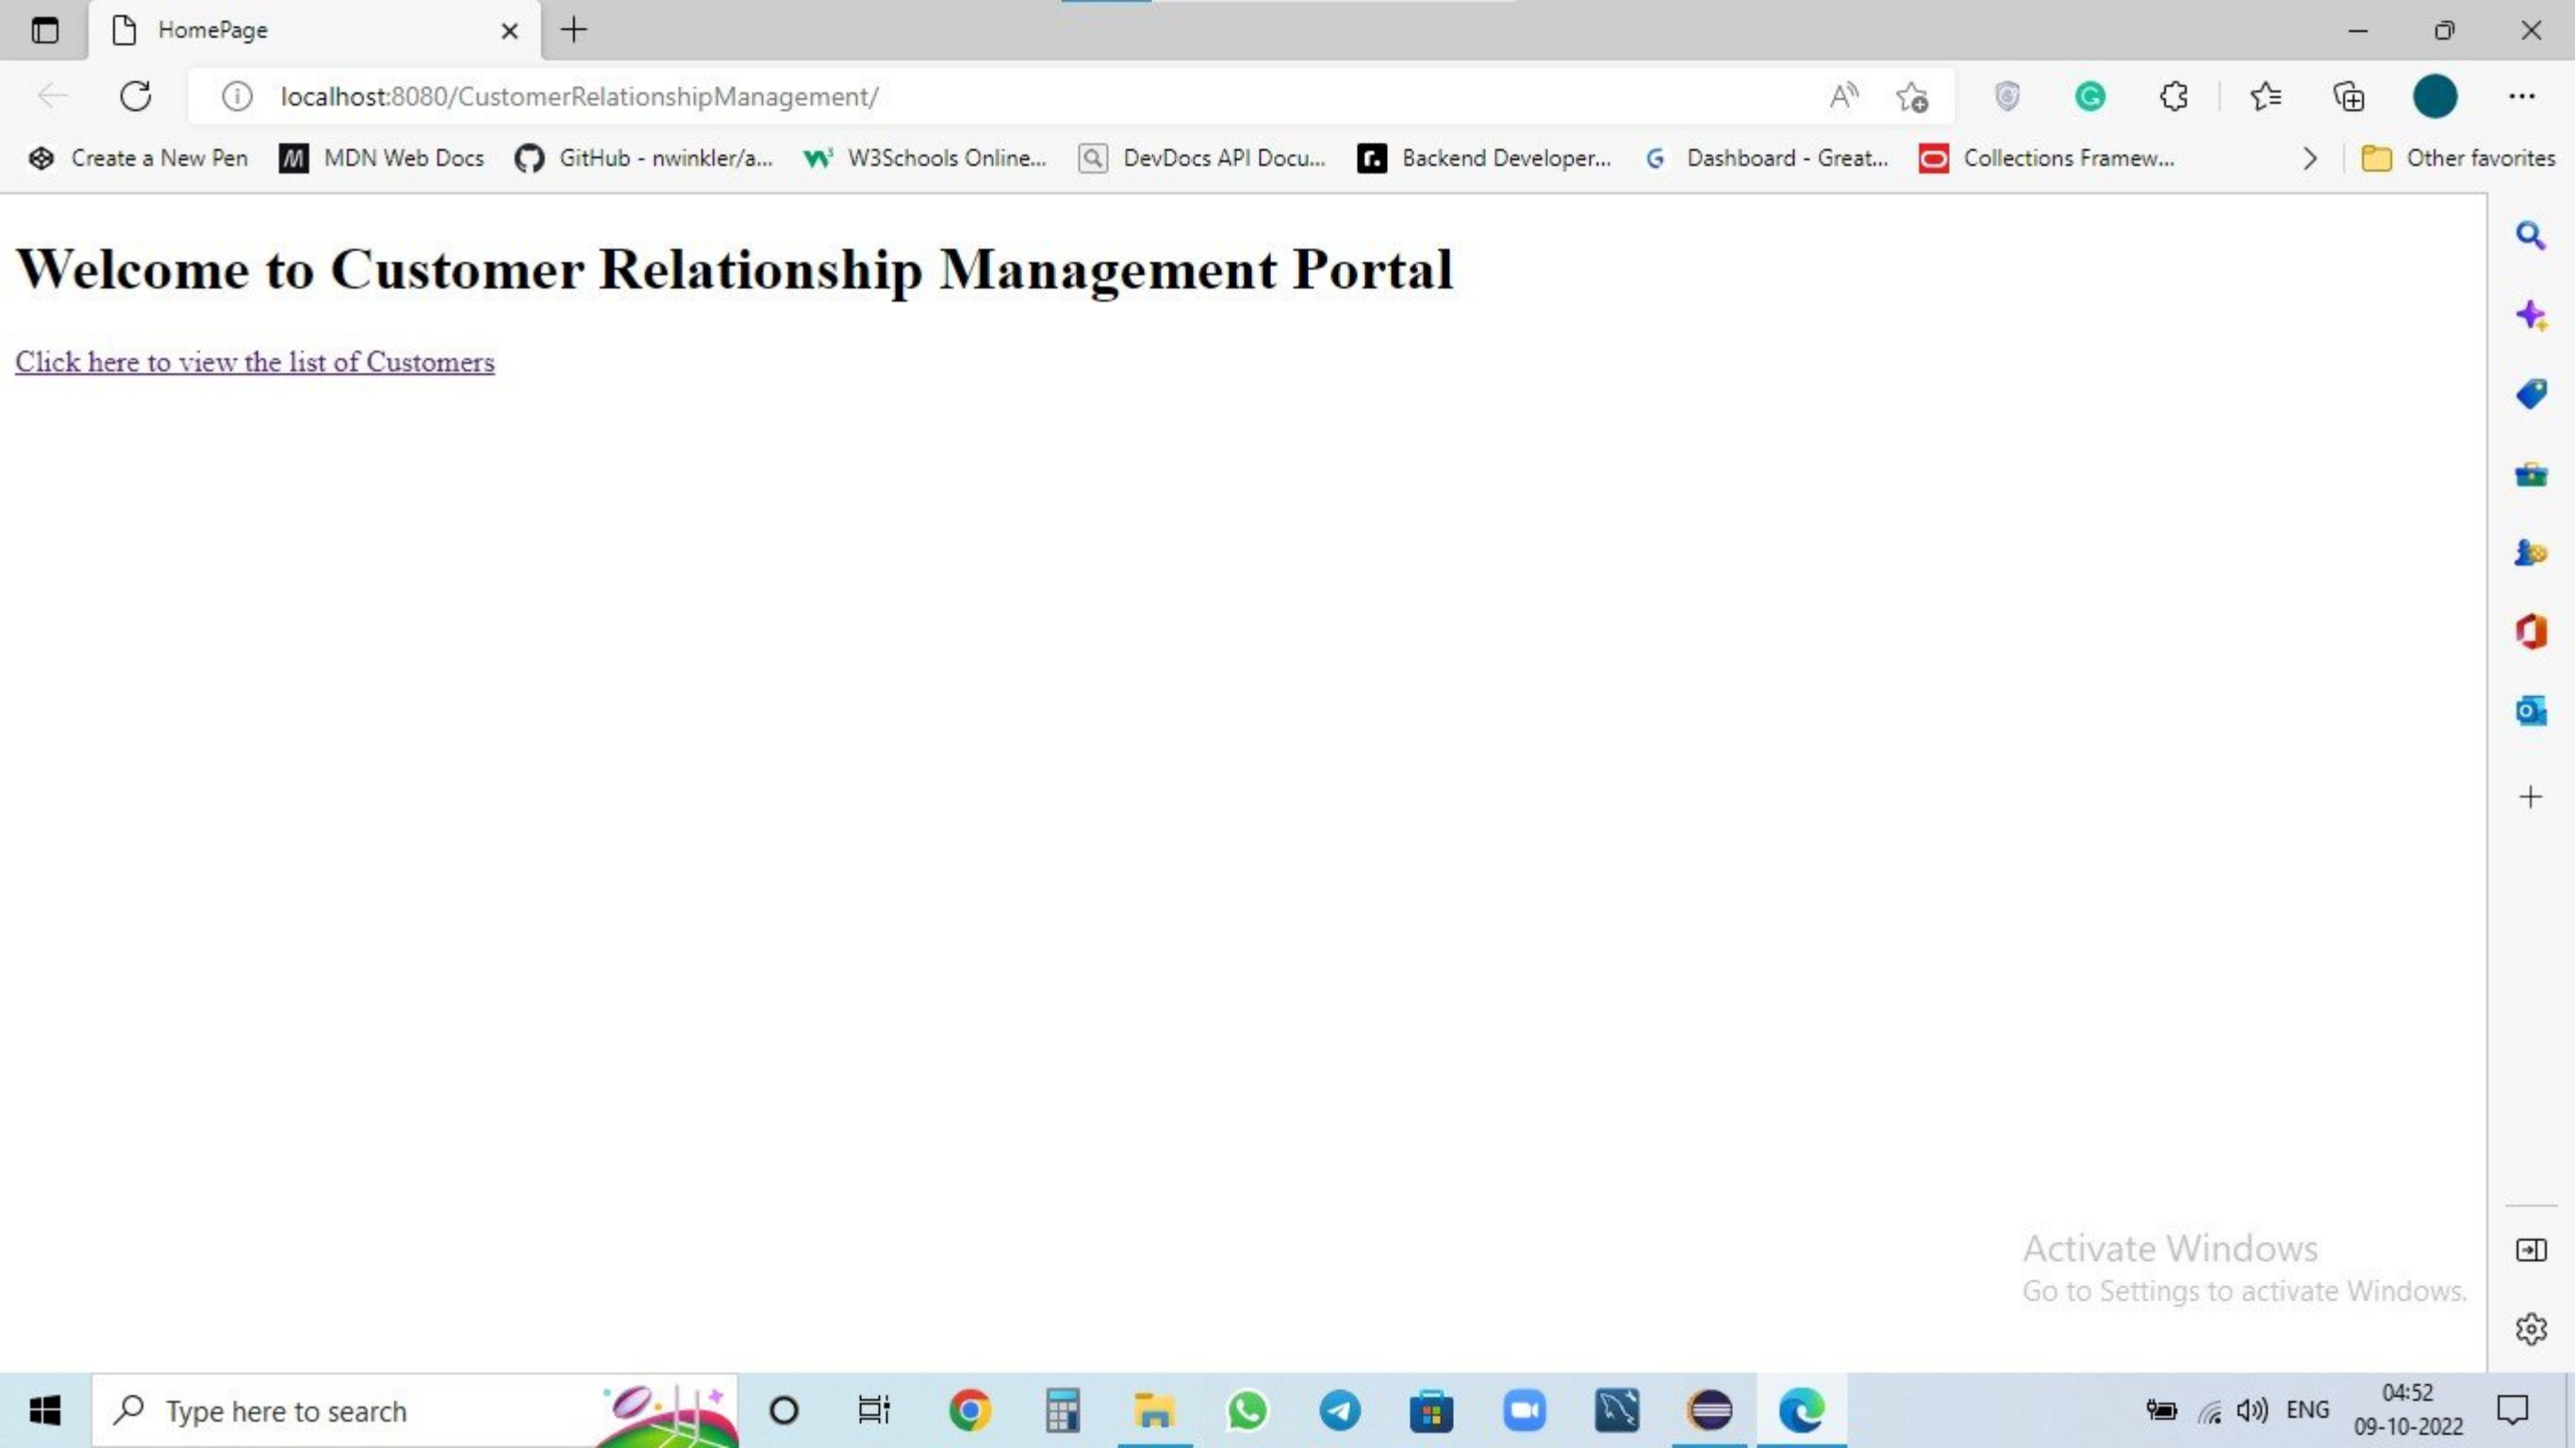 HomePage
localhost:8080/CustomerRelationshipManagement/
Create a New Pen
MDN Web Docs
GitHub - nwinkler/a...
W3Schools Online...
DevDocs API Docu...
Backend Developer...
Dashboard - Great...
Collections Framew...
Other favorites
Welcome to Customer Relationship Management Portal
Click here to view the list of Customers
Activate Windows
Go to Settings to activate Windows.
Type here to search
ENG
04:52
09-10-2022